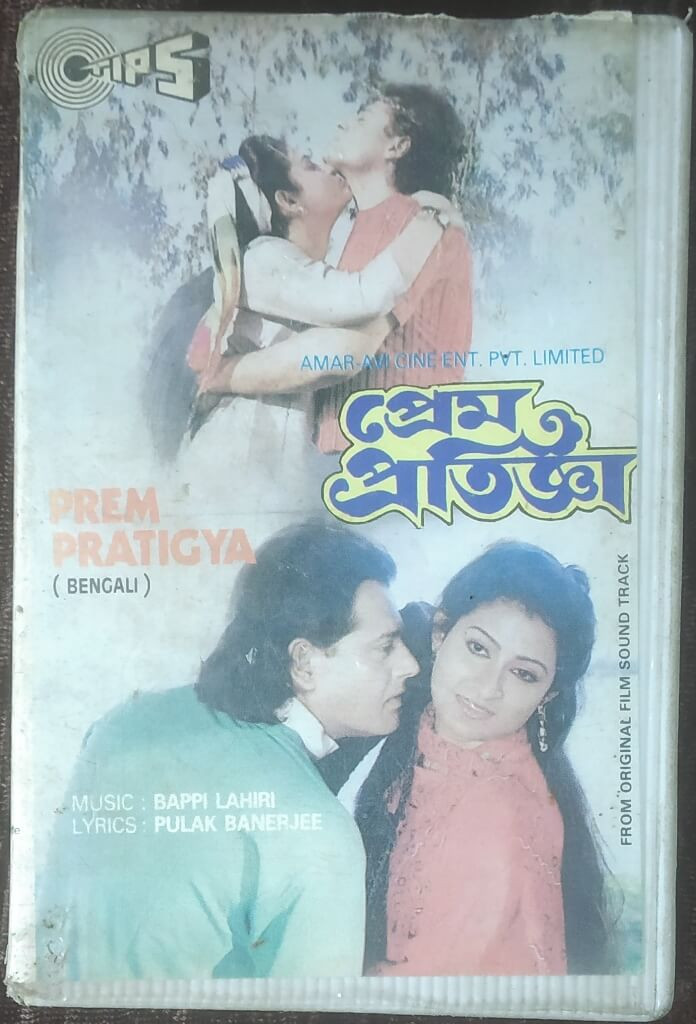 TIPS
AMAR-AVI CINE ENT. PVT. LIMITED
প্রেম
প্রতিজ্ঞা
PREM
PRATIGYA
( BENGALI )
MUSIC : BAPPI LAHIRI
LYRICS : PULAK BANERJEE
FROM ORIGINAL FILM SOUND TRACK